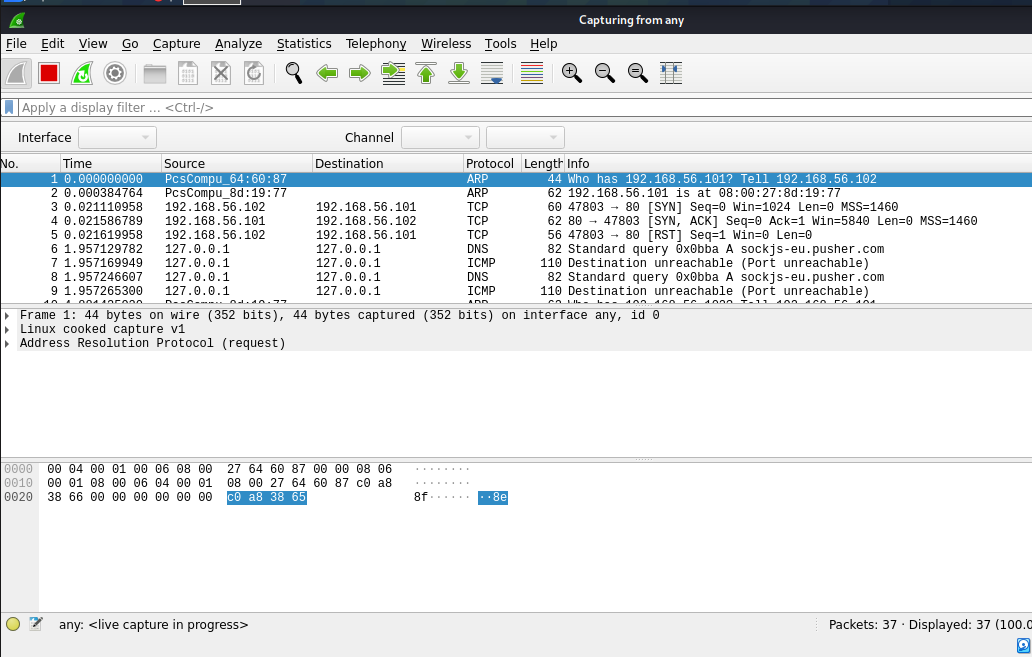 Capturing from any
File Edit View Go Capture Analyze Statistics Telephony Wireless Tools Help
Apply a display filter ... <Ctrl-/>
Interface Channel
No. Time Source Destination Protocol Length Info
1 0.000000000 PcsCompu_64:60:87 ARP 44 Who has 192.168.56.101? Tell 192.168.56.102
2 0.000384764 PcsCompu_8d:19:77 ARP 62 192.168.56.101 is at 08:00:27:8d:19:77
3 0.021110958 192.168.56.102 192.168.56.101 TCP 60 47803 → 80 [SYN] Seq=0 Win=1024 Len=0 MSS=1460
4 0.021586789 192.168.56.101 192.168.56.102 TCP 62 80 → 47803 [SYN, ACK] Seq=0 Ack=1 Win=5840 Len=0 MSS=1460
5 0.021619958 192.168.56.102 192.168.56.101 TCP 56 47803 → 80 [RST] Seq=1 Win=0 Len=0
6 1.957129782 127.0.0.1 127.0.0.1 DNS 82 Standard query 0x0bba A sockjs-eu.pusher.com
7 1.957169949 127.0.0.1 127.0.0.1 ICMP 110 Destination unreachable (Port unreachable)
8 1.957246607 127.0.0.1 127.0.0.1 DNS 82 Standard query 0x0bba A sockjs-eu.pusher.com
9 1.957265300 127.0.0.1 127.0.0.1 ICMP 110 Destination unreachable (Port unreachable)
Frame 1: 44 bytes on wire (352 bits), 44 bytes captured (352 bits) on interface any, id 0
Linux cooked capture v1
Address Resolution Protocol (request)
0000 00 04 00 01 00 06 08 00 27 64 60 87 00 00 08 06 ········
0010 00 01 08 00 06 04 00 01 08 00 27 64 60 87 c0 a8 ········
0020 38 66 00 00 00 00 00 00 c0 a8 38 65 8f······ ··8e
any: <live capture in progress> Packets: 37 · Displayed: 37 (100.0